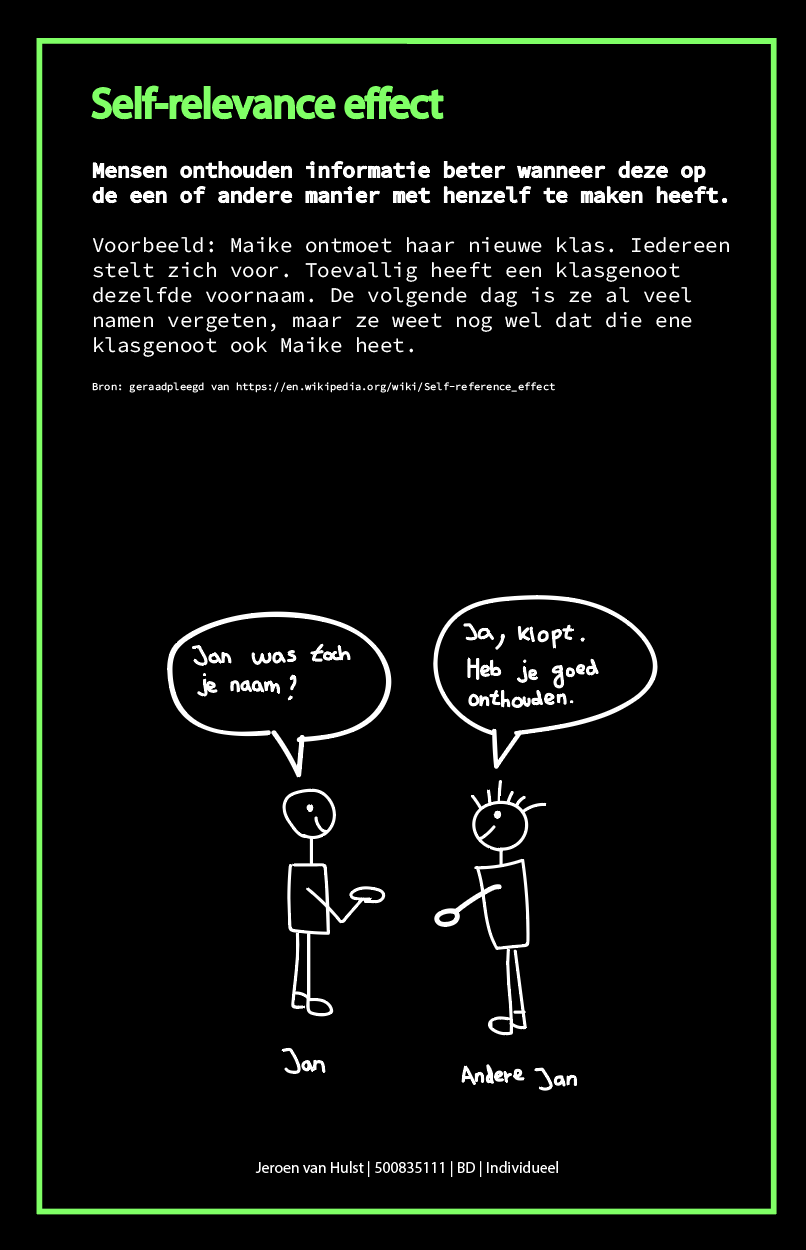 Self-relevance effect
Mensen onthouden informatie beter wanneer deze op
de een of andere manier met henzelf te maken heeft.
Voorbeeld: Maike ontmoet haar nieuwe klas. Iedereen
stelt zich voor. Toevallig heeft een klasgenoot
dezelfde voornaam. De volgende dag is ze al veel
namen vergeten, maar ze weet nog wel dat die ene
klasgenoot ook Maike heet.
Bron: geraadpleegd van https://en.wikipedia.org/wiki/Self-reference_effect
Jan was toch
je naam?
Ja, klopt.
Heb je goed
onthouden.
Jan
Andere Jan
Jeroen van Hulst | 500835111 | BD | Individueel